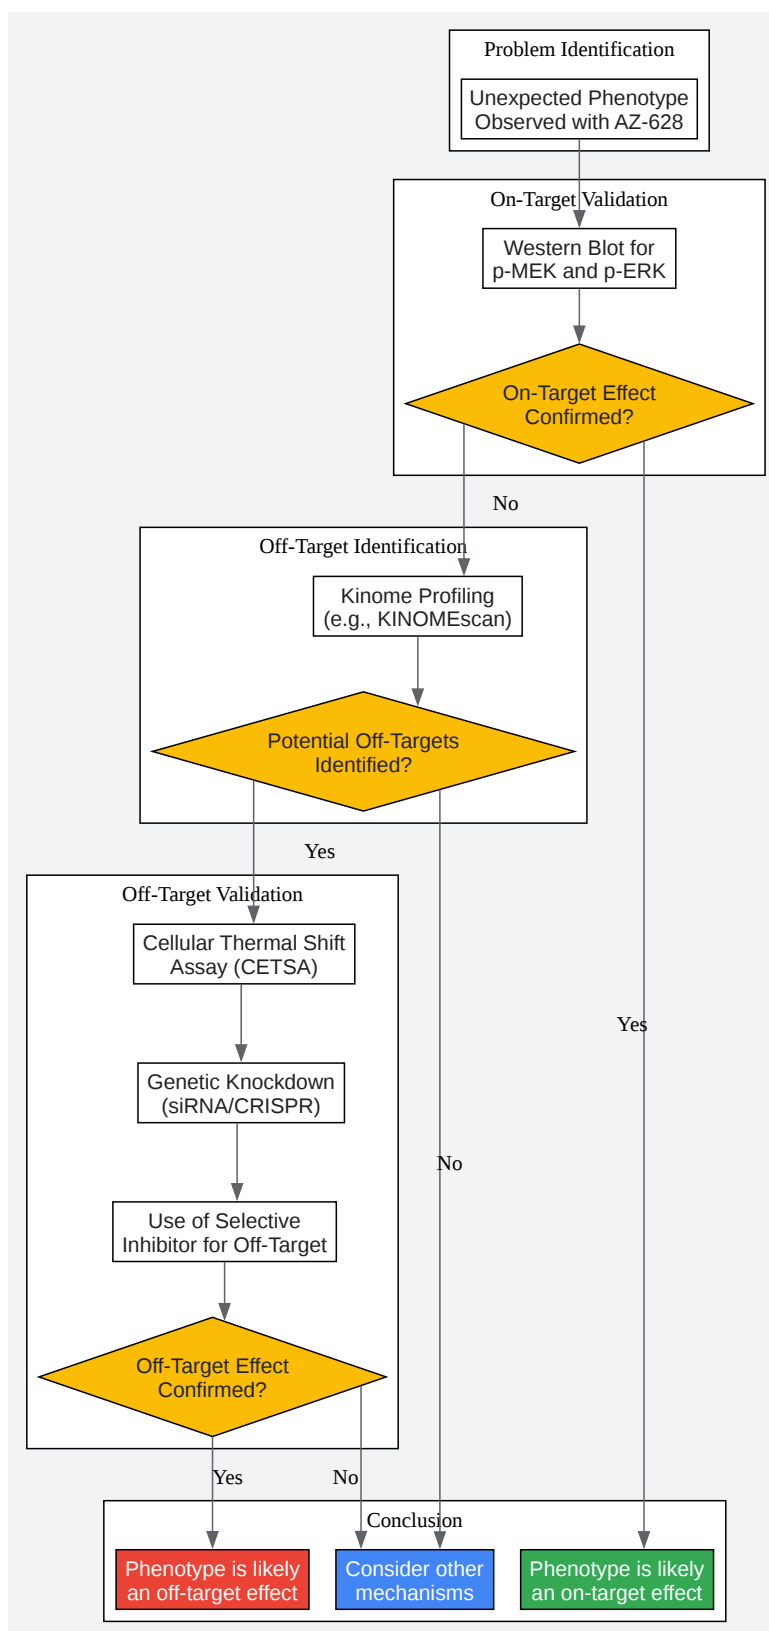 Problem Identification
Unexpected Phenotype
Observed with AZ-628
On-Target Validation
Western Blot for
p-MEK and p-ERK
On-Target Effect
Confirmed?
No
Off-Target Identification
Kinome Profiling
(e.g., KINOMEscan)
Potential Off-Targets
Identified?
Yes
Off-Target Validation
Cellular Thermal Shift
Assay (CETSA)
Yes
Genetic Knockdown
(siRNA/CRISPR)
No
Use of Selective
Inhibitor for Off-Target
Off-Target Effect
Confirmed?
Yes
No
Conclusion
Phenotype is likely
an off-target effect
Consider other
mechanisms
Phenotype is likely
an on-target effect